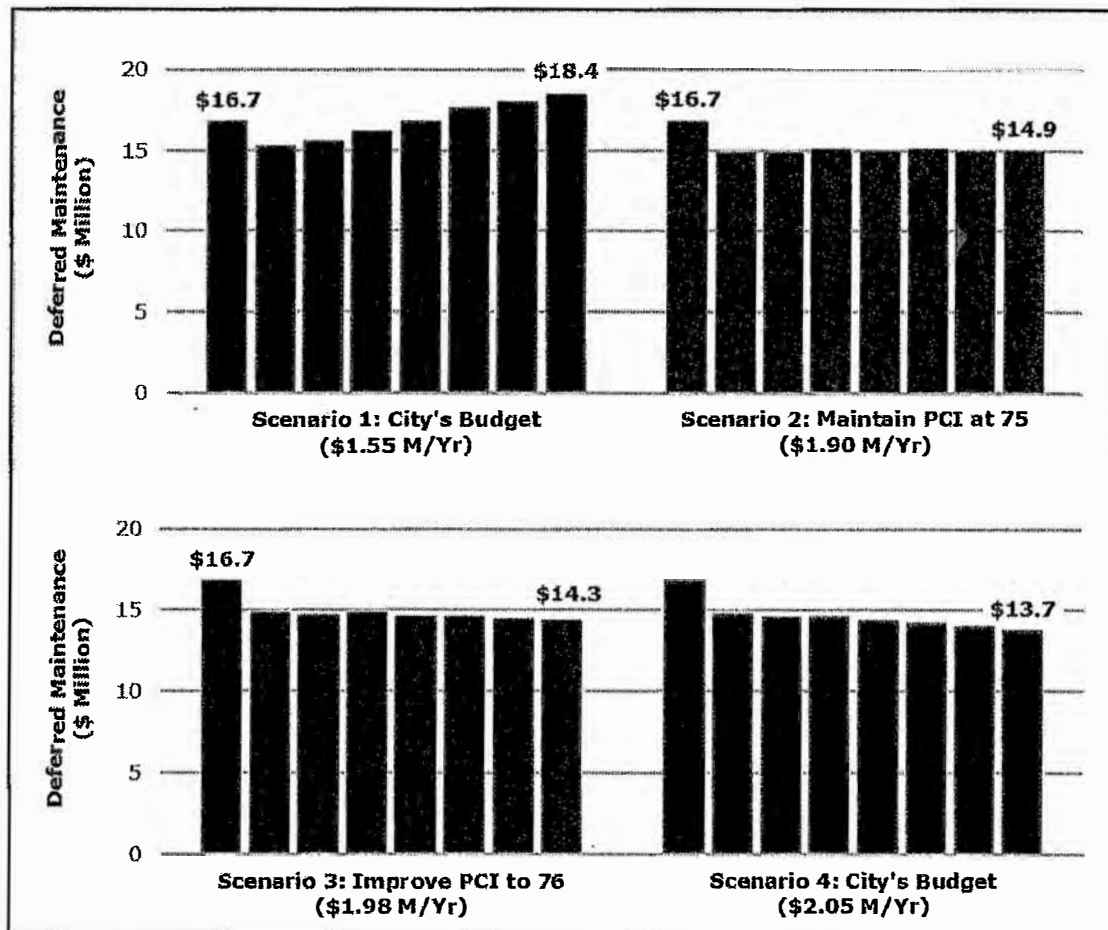 Deferred Maintenance
($ Million)
20
15
10
5
0
$16.7
$18.4
Scenario 1: City's Budget
($1.55 M/Yr)
$16.7
$14.9
Scenario 2: Maintain PCI at 75
($1.90 M/Yr)
Deferred Maintenance
($ Million)
20
15
10
5
0
$16.7
$14.3
Scenario 3: Improve PCI to 76
($1.98 M/Yr)
$13.7
Scenario 4: City's Budget
($2.05 M/Yr)